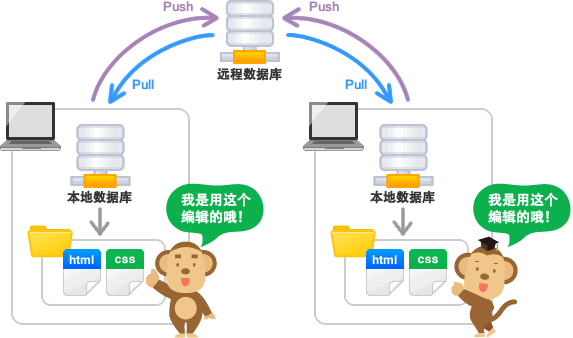 Push
Push
Pull
Pull
远程数据库
本地数据库
本地数据库
我是用这个
编辑的哦！
我是用这个
编辑的哦！
html
css
html
css